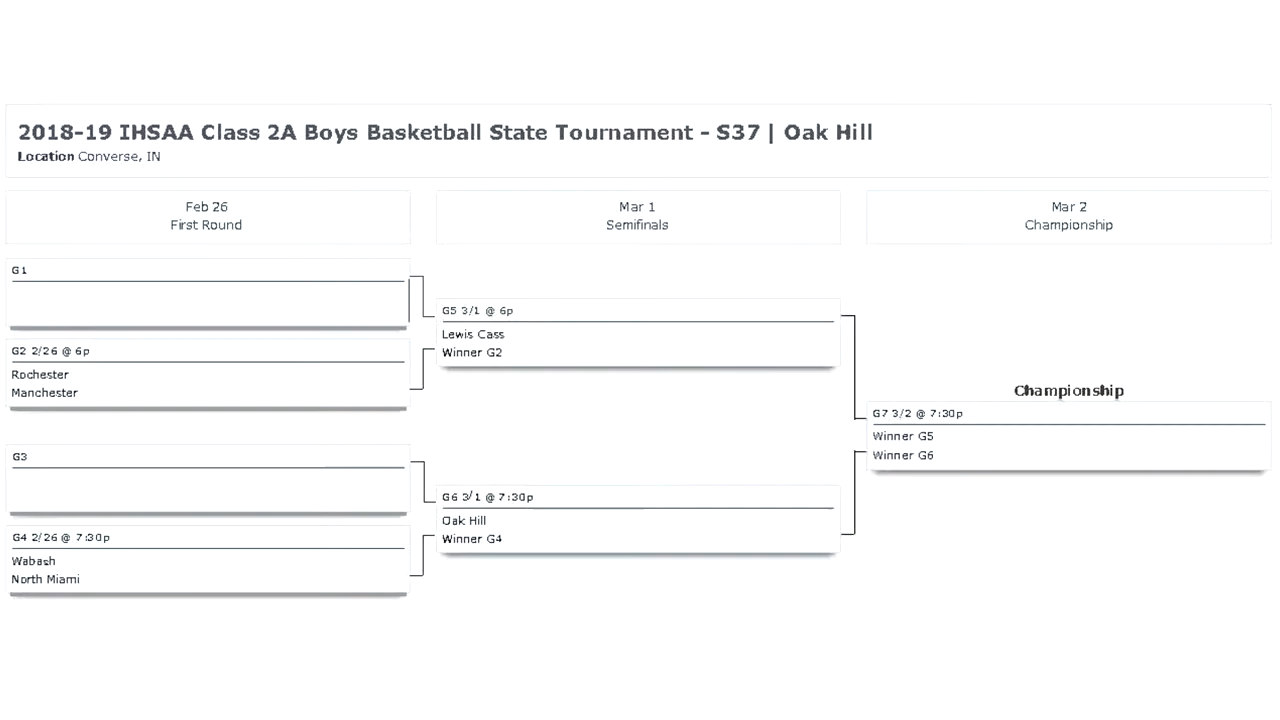 2018-19 IHSAA Class 2A Boys Basketball State Tournament - S37 | Oak Hill
Location Converse, IN
Feb 26
First Round
Mar 1
Semifinals
Mar 2
Championship
G1
G2 2/26 @ 6p
Rochester
Manchester
G3
G4 2/26 @ 7:30p
Wabash
North Miami
G5 3/1 @ 6p
Lewis Cass
Winner G2
G6 3/1 @ 7:30p
Oak Hill
Winner G4
Championship
G7 3/2 @ 7:30p
Winner G5
Winner G6